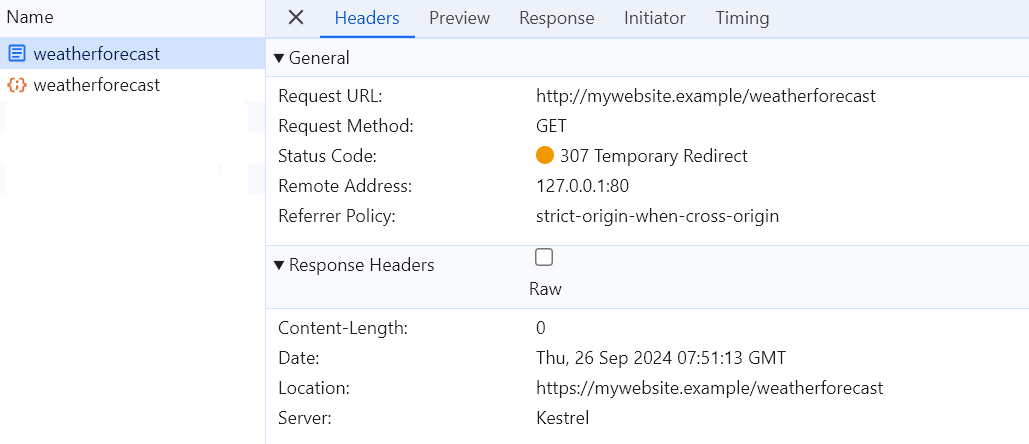 Name
weatherforecast
weatherforecast
Headers Preview Response Initiator Timing
General
Request URL: http://mywebsite.example/weatherforecast
Request Method: GET
Status Code: 307 Temporary Redirect
Remote Address: 127.0.0.1:80
Referrer Policy: strict-origin-when-cross-origin
Response Headers
Raw
Content-Length: 0
Date: Thu, 26 Sep 2024 07:51:13 GMT
Location: https://mywebsite.example/weatherforecast
Server: Kestrel